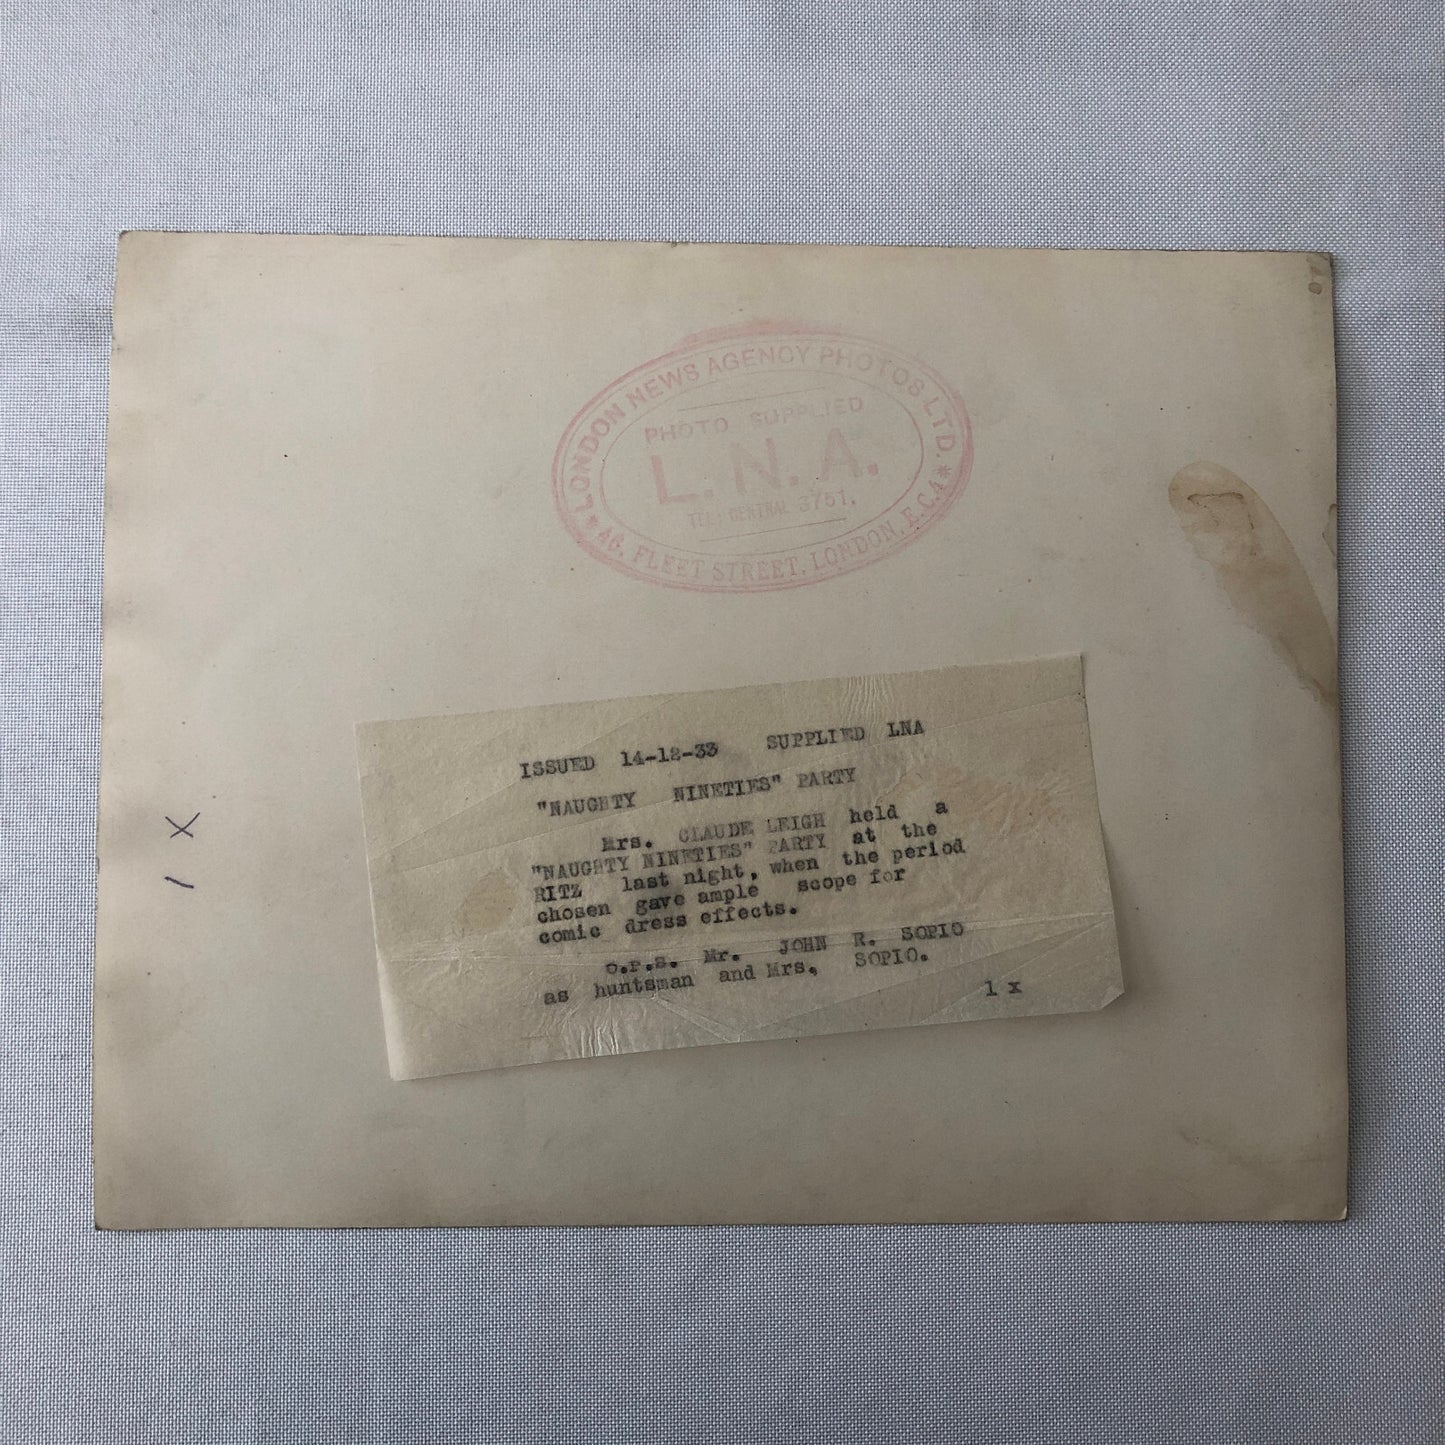 LONDON NEWS AGENCY PHOTOS LTD.
PHOTO SUPPLIED
L.N.A.
TEL: CENTRAL 3751.
46, FLEET STREET, LONDON, E.C.4
ISSUED 14-12-33 SUPPLIED LNA
"NAUGHTY NINETIES" PARTY
Mrs. CLAUDE LEIGH held a
"NAUGHTY NINETIES" PARTY at the
RITZ last night, when the period
chosen gave ample scope for
comic dress effects.
o.p.s. Mr. JOHN R. SOPIO
as huntsman and Mrs, SOPIO.
1 x
1 X